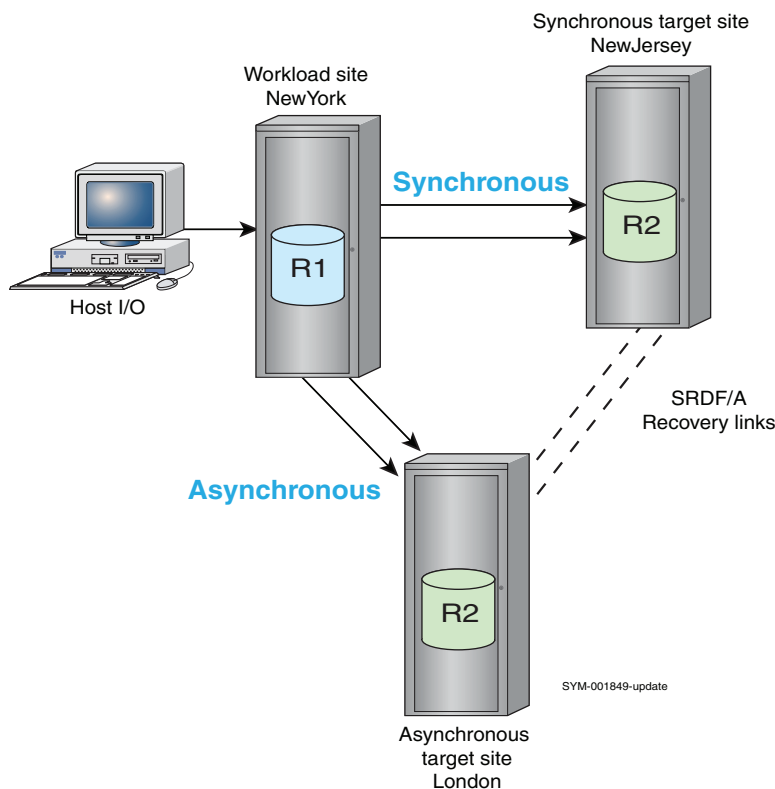 Synchronous target site
NewJersey
Workload site
NewYork
Synchronous
R1
R2
Host I/O
SRDF/A
Recovery links
Asynchronous
R2
SYM-001849-update
Asynchronous
target site
London